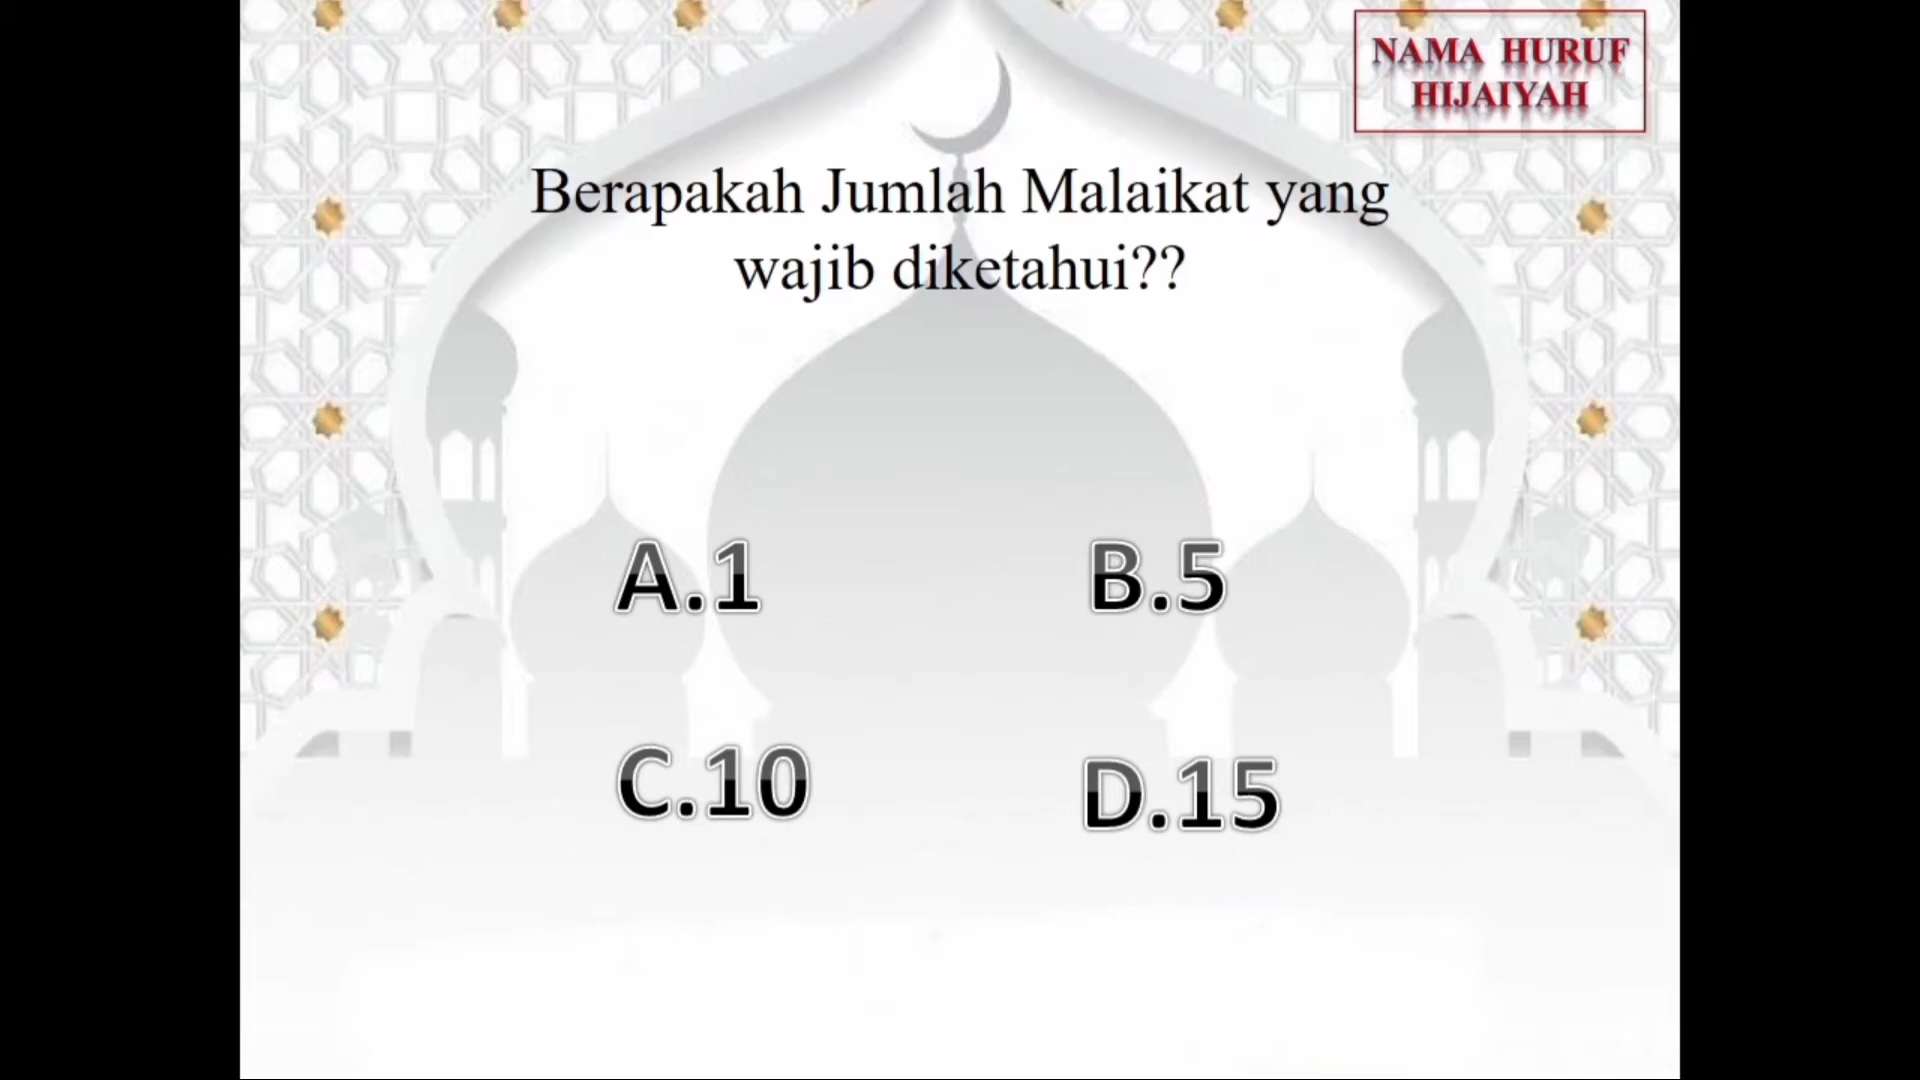 NAMA HURUF
HIJAIYAH
Berapakah Jumlah Malaikat yang
wajib diketahui??
A.1
B.5
C.10
D.15